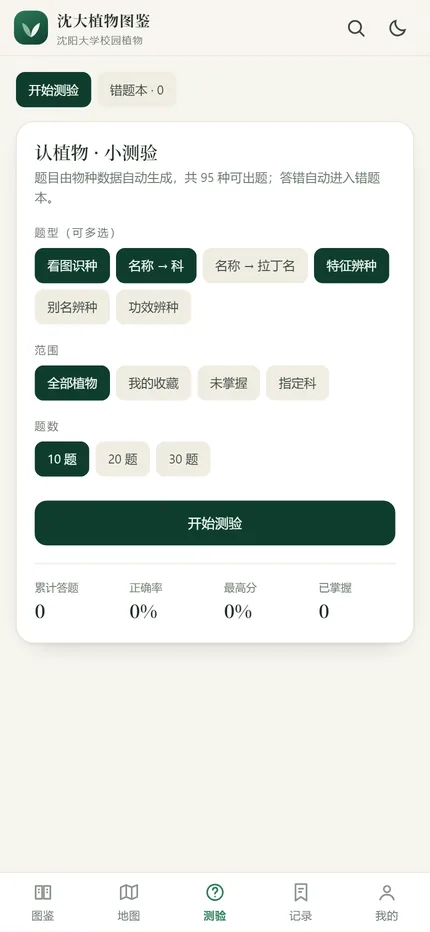 沈大植物图鉴
沈阳大学校园植物
开始测验
错题本 · 0
认植物 · 小测验
题目由物种数据自动生成，共 95 种可出题；答错自动进入错题
本。
题型（可多选）
看图识种
名称 → 科
名称 → 拉丁名
特征辨种
别名辨种
功效辨种
范围
全部植物
我的收藏
未掌握
指定科
题数
10 题
20 题
30 题
开始测验
累计答题
正确率
最高分
已掌握
0
0%
0%
0
图鉴
地图
测验
记录
我的